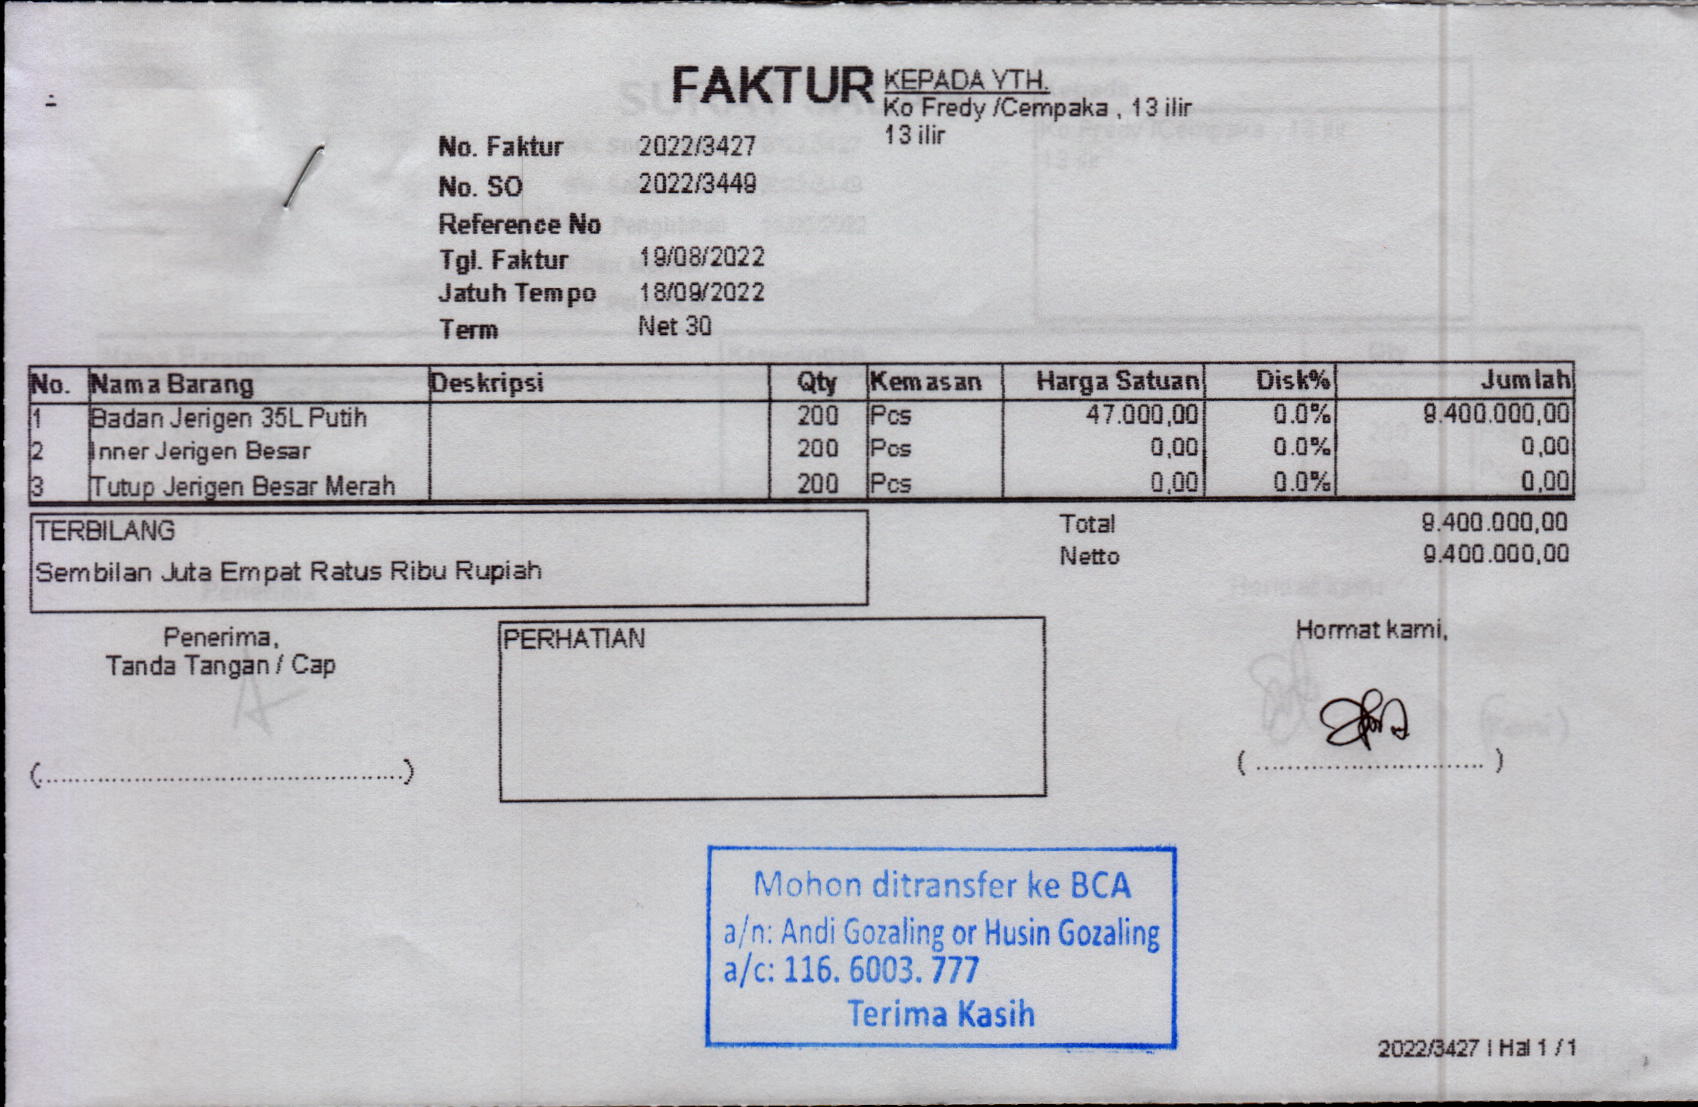 FAKTUR
KEPADA YTH.
Ko Fredy /Cempaka , 13 ilir
13 ilir
No. Faktur 2022/3427
No. SO 2022/3449
Reference No
Tgl. Faktur 19/08/2022
Jatuh Tempo 18/09/2022
Term Net 30
No. Nama Barang Deskripsi Qty Kemasan Harga Satuan Disk% Jumlah
1 Badan Jerigen 35L Putih 200 Pcs 47.000,00 0.0% 9.400.000,00
2 Inner Jerigen Besar 200 Pcs 0,00 0.0% 0,00
3 Tutup Jerigen Besar Merah 200 Pcs 0,00 0.0% 0,00
TERBILANG
Sembilan Juta Empat Ratus Ribu Rupiah
Total 9.400.000,00
Netto 9.400.000,00
Penerima,
Tanda Tangan / Cap
(..............................................)
PERHATIAN
Hormat kami,
( ............................. )
Mohon ditransfer ke BCA
a/n: Andi Gozaling or Husin Gozaling
a/c: 116. 6003. 777
Terima Kasih
2022/3427 | Hal 1 / 1